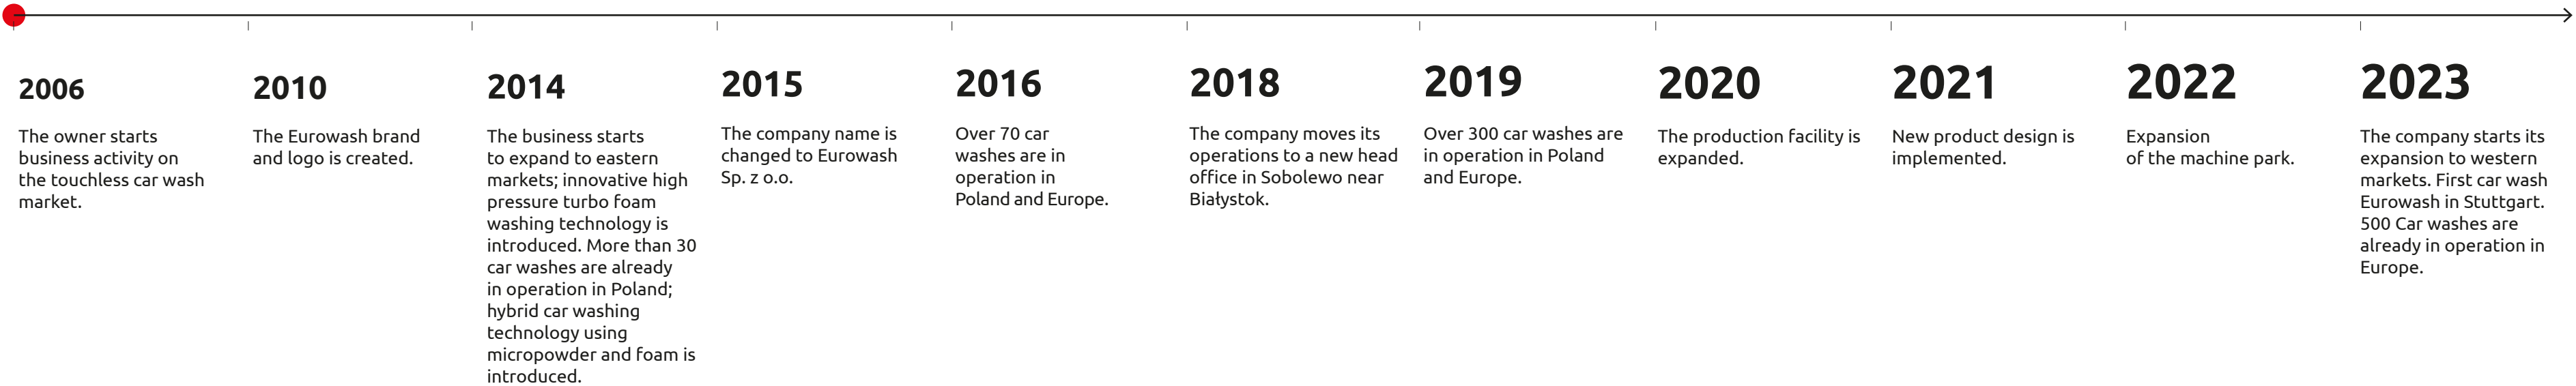 2006
The owner starts
business activity on
the touchless car wash
market.
2010
The Eurowash brand
and logo is created.
2014
The business starts
to expand to eastern
markets; innovative high
pressure turbo foam
washing technology is
introduced. More than 30
car washes are already
in operation in Poland;
hybrid car washing
technology using
micropowder and foam is
introduced.
2015
The company name is
changed to Eurowash
Sp. z o.o.
2016
Over 70 car
washes are in
operation in
Poland and Europe.
2018
The company moves its
operations to a new head
office in Sobolewo near
Białystok.
2019
Over 300 car washes are
in operation in Poland
and Europe.
2020
The production facility is
expanded.
2021
New product design is
implemented.
2022
Expansion
of the machine park.
2023
The company starts its
expansion to western
markets. First car wash
Eurowash in Stuttgart.
500 Car washes are
already in operation in
Europe.